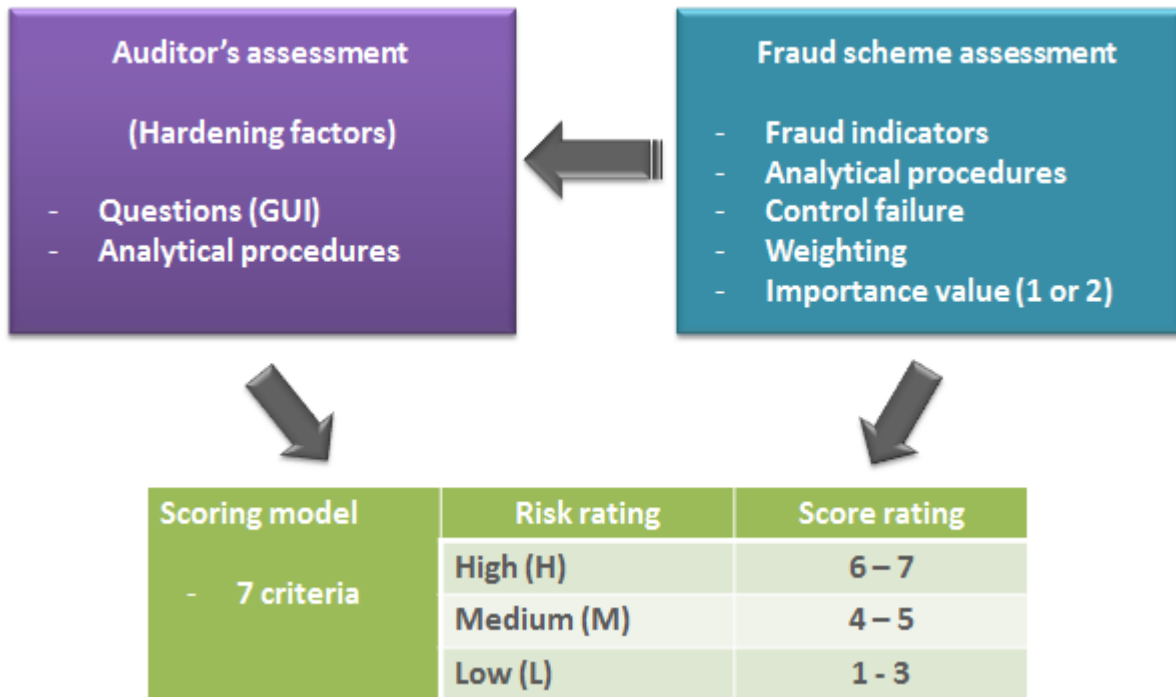 Auditor’s assessment
(Hardening factors)
- Questions (GUI)
- Analytical procedures
Fraud scheme assessment
- Fraud indicators
- Analytical procedures
- Control failure
- Weighting
- Importance value (1 or 2)
Scoring model
- 7 criteria
Risk rating Score rating
High (H) 6 – 7
Medium (M) 4 – 5
Low (L) 1 - 3